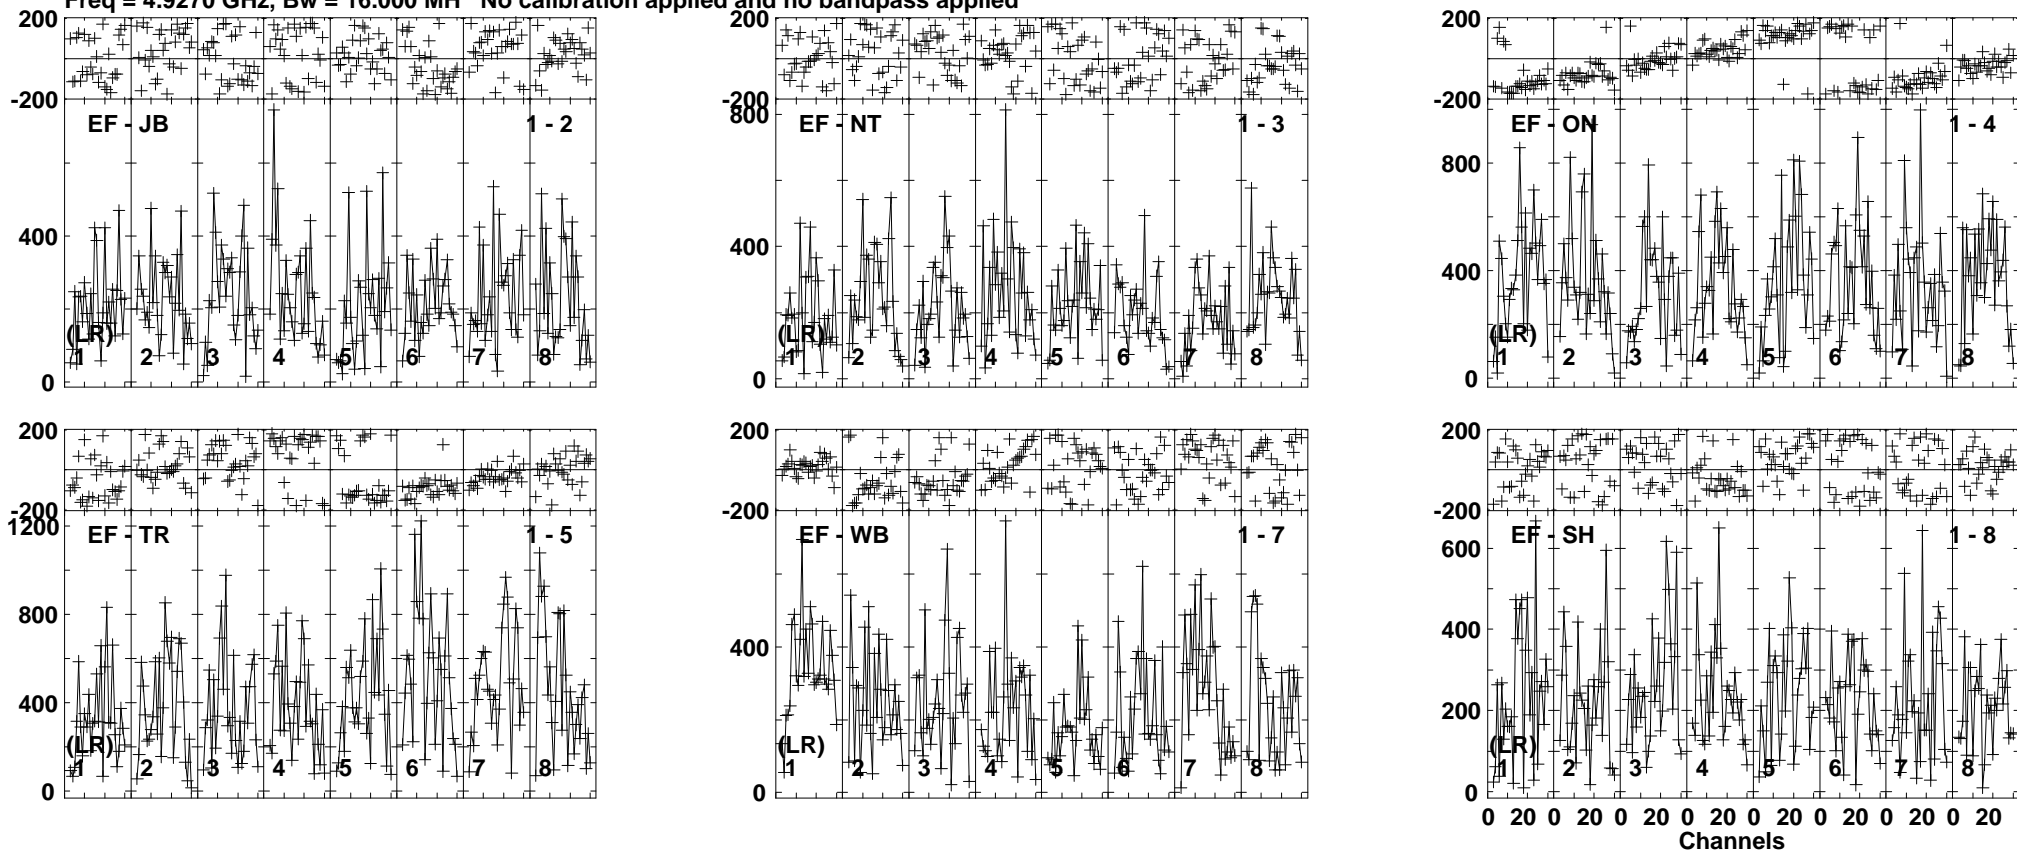 Freq = 4.9270 GHz, Bw = 16.000 MH   No calibration applied and no bandpass applied
200
-200
EF - JB
1 - 2
400
0
(LR)
1 2 3 4 5 6 7 8
200
-200
800
EF - NT
1 - 3
400
0
(LR)
1 2 3 4 5 6 7 8
200
-200
EF - ON
1 - 4
800
400
0
(LR)
1 2 3 4 5 6 7 8
200
-200
1200
EF - TR
1 - 5
800
400
0
(LR)
1 2 3 4 5 6 7 8
200
-200
EF - WB
1 - 7
400
0
(LR)
1 2 3 4 5 6 7 8
200
-200
EF - SH
1 - 8
600
400
200
0
(LR)
1 2 3 4 5 6 7 8
0 20 0 20 0 20 0 20 0 20 0 20 0 20 0 20
Channels